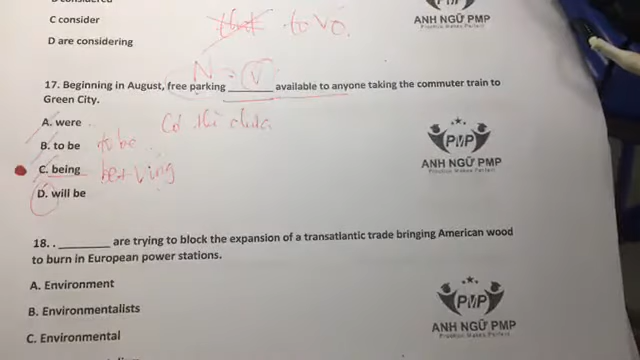 C consider
D are considering
to Vo.
ANH NGỮ PMP
Practice Makes Perfect
N → V
17. Beginning in August, free parking ________ available to anyone taking the commuter train to
Green City.
A. were
Có thì chưa
B. to be
to be
PMP
C. being
be + Ving
ANH NGỮ PMP
Practice Makes Perfect
D. will be
18. . ________ are trying to block the expansion of a transatlantic trade bringing American wood
to burn in European power stations.
A. Environment
B. Environmentalists
PMP
C. Environmental
ANH NGỮ PMP
Practice Makes Perfect